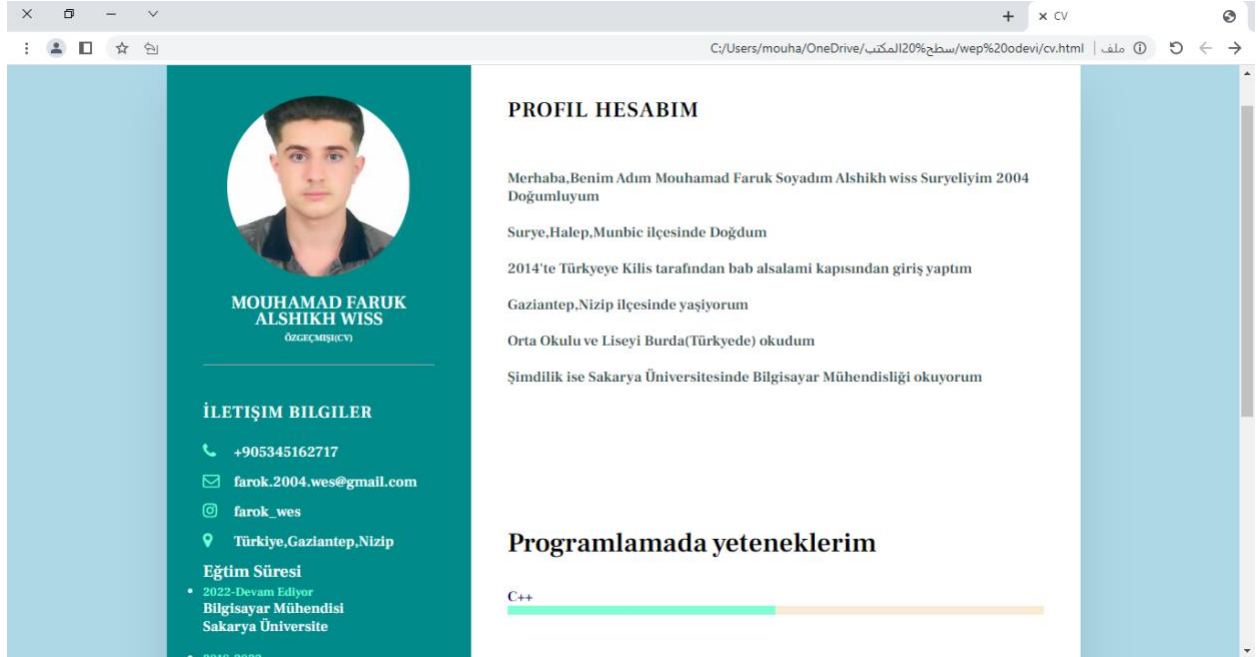 CV
C:/Users/mouha/OneDrive/سطح%20المكتب/wep%20odevi/cv.html | ملف
MOUHAMAD FARUK
ALSHIKH WISS
ÖZGEÇMIŞI(CV)
İLETIŞIM BILGILER
+905345162717
farok.2004.wes@gmail.com
farok_wes
Türkiye,Gaziantep,Nizip
Eğtim Süresi
2022-Devam Ediyor
Bilgisayar Mühendisi
Sakarya Üniversite
PROFIL HESABIM
Merhaba,Benim Adım Mouhamad Faruk Soyadım Alshikh wiss Suryeliyim 2004
Doğumluyum
Surye,Halep,Munbic ilçesinde Doğdum
2014'te Türkyeye Kilis tarafından bab alsalami kapısından giriş yaptım
Gaziantep,Nizip ilçesinde yaşiyorum
Orta Okulu ve Liseyi Burda(Türkyede) okudum
Şimdilik ise Sakarya Üniversitesinde Bilgisayar Mühendisliği okuyorum
Programlamada yeteneklerim
C++